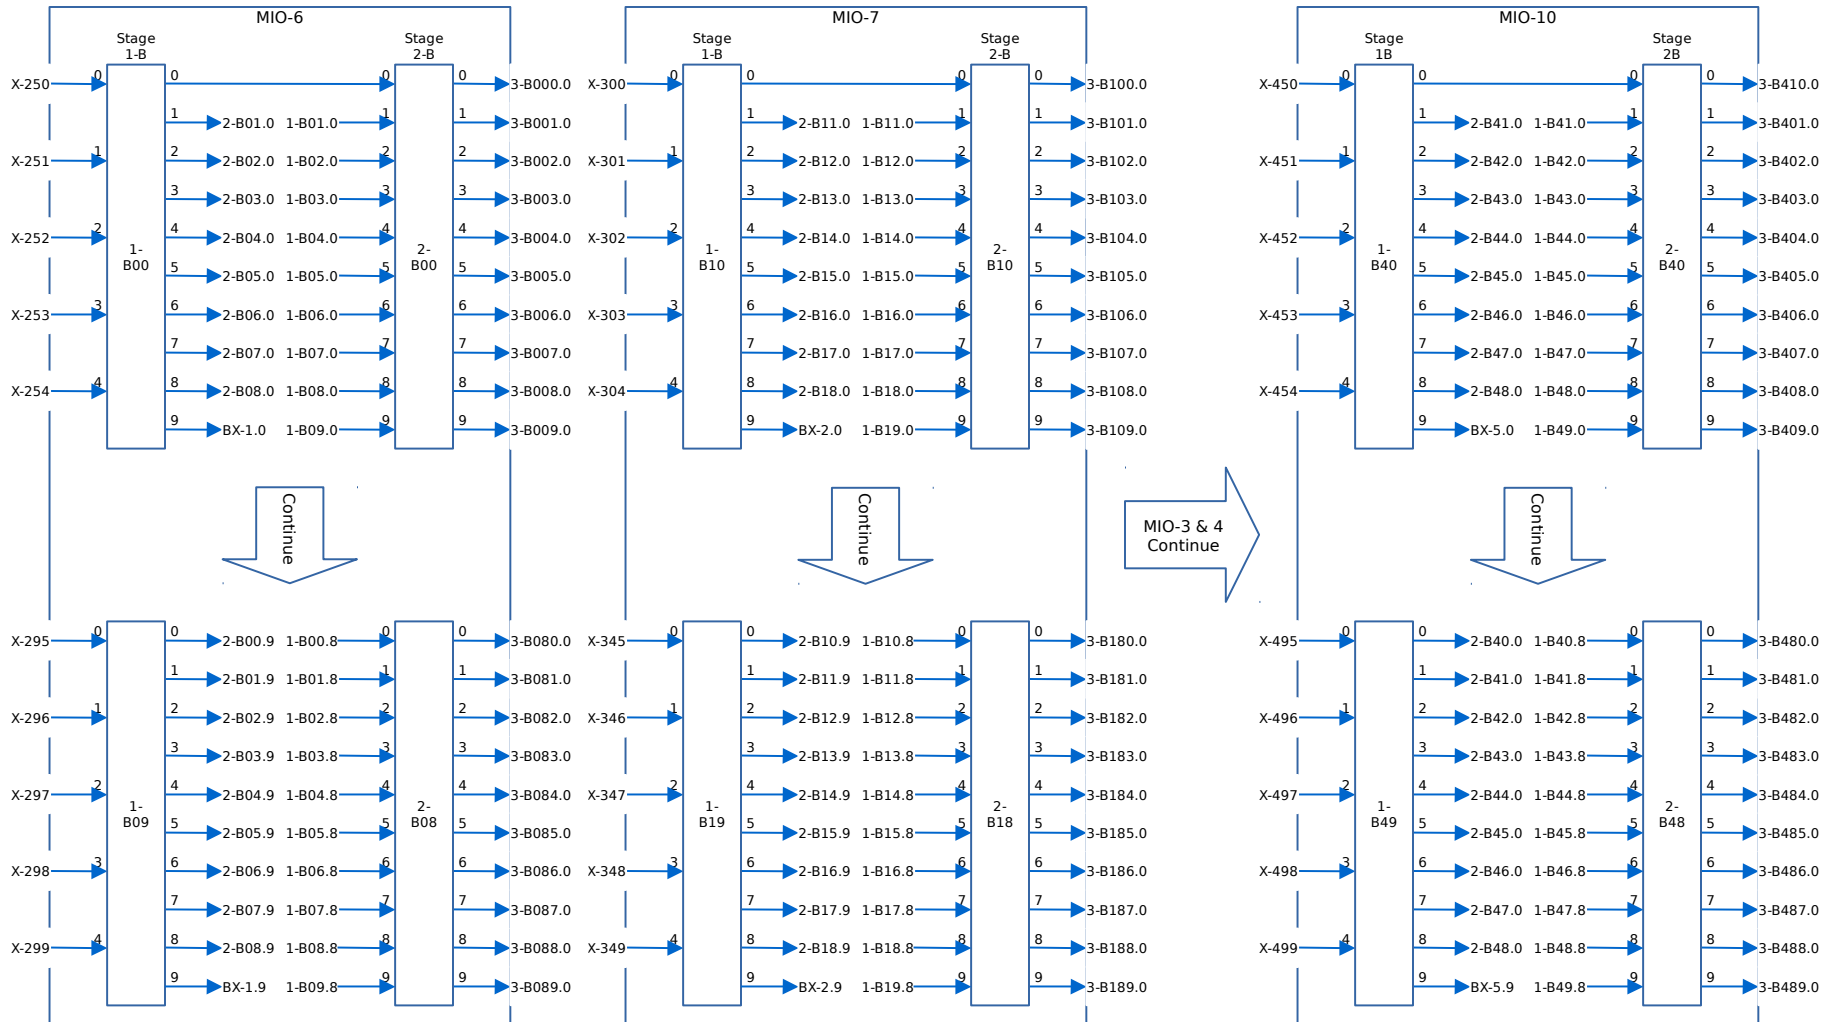 MIO-6
Stage
1-B
Stage
2-B
X-250 0 0 0 0 3-B000.0
1 2-B01.0 1-B01.0 1 1 3-B001.0
X-251 1 2 2-B02.0 1-B02.0 2 2 3-B002.0
3 2-B03.0 1-B03.0 3 3 3-B003.0
X-252 2 4 2-B04.0 1-B04.0 4 4 3-B004.0
1-
B00
2-
B00
5 2-B05.0 1-B05.0 5 5 3-B005.0
X-253 3 6 2-B06.0 1-B06.0 6 6 3-B006.0
7 2-B07.0 1-B07.0 7 7 3-B007.0
X-254 4 8 2-B08.0 1-B08.0 8 8 3-B008.0
9 BX-1.0 1-B09.0 9 9 3-B009.0
Continue
X-295 0 0 2-B00.9 1-B00.8 0 0 3-B080.0
1 2-B01.9 1-B01.8 1 1 3-B081.0
X-296 1 2 2-B02.9 1-B02.8 2 2 3-B082.0
3 2-B03.9 1-B03.8 3 3 3-B083.0
X-297 2 4 2-B04.9 1-B04.8 4 4 3-B084.0
1-
B09
2-
B08
5 2-B05.9 1-B05.8 5 5 3-B085.0
X-298 3 6 2-B06.9 1-B06.8 6 6 3-B086.0
7 2-B07.9 1-B07.8 7 7 3-B087.0
X-299 4 8 2-B08.9 1-B08.8 8 8 3-B088.0
9 BX-1.9 1-B09.8 9 9 3-B089.0
MIO-7
Stage
1-B
Stage
2-B
X-300 0 0 0 0 3-B100.0
1 2-B11.0 1-B11.0 1 1 3-B101.0
X-301 1 2 2-B12.0 1-B12.0 2 2 3-B102.0
3 2-B13.0 1-B13.0 3 3 3-B103.0
X-302 2 4 2-B14.0 1-B14.0 4 4 3-B104.0
1-
B10
2-
B10
5 2-B15.0 1-B15.0 5 5 3-B105.0
X-303 3 6 2-B16.0 1-B16.0 6 6 3-B106.0
7 2-B17.0 1-B17.0 7 7 3-B107.0
X-304 4 8 2-B18.0 1-B18.0 8 8 3-B108.0
9 BX-2.0 1-B19.0 9 9 3-B109.0
Continue
X-345 0 0 2-B10.9 1-B10.8 0 0 3-B180.0
1 2-B11.9 1-B11.8 1 1 3-B181.0
X-346 1 2 2-B12.9 1-B12.8 2 2 3-B182.0
3 2-B13.9 1-B13.8 3 3 3-B183.0
X-347 2 4 2-B14.9 1-B14.8 4 4 3-B184.0
1-
B19
2-
B18
5 2-B15.9 1-B15.8 5 5 3-B185.0
X-348 3 6 2-B16.9 1-B16.8 6 6 3-B186.0
7 2-B17.9 1-B17.8 7 7 3-B187.0
X-349 4 8 2-B18.9 1-B18.8 8 8 3-B188.0
9 BX-2.9 1-B19.8 9 9 3-B189.0
MIO-3 & 4
Continue
MIO-10
Stage
1B
Stage
2B
X-450 0 0 0 0 3-B410.0
1 2-B41.0 1-B41.0 1 1 3-B401.0
X-451 1 2 2-B42.0 1-B42.0 2 2 3-B402.0
3 2-B43.0 1-B43.0 3 3 3-B403.0
X-452 2 4 2-B44.0 1-B44.0 4 4 3-B404.0
1-
B40
2-
B40
5 2-B45.0 1-B45.0 5 5 3-B405.0
X-453 3 6 2-B46.0 1-B46.0 6 6 3-B406.0
7 2-B47.0 1-B47.0 7 7 3-B407.0
X-454 4 8 2-B48.0 1-B48.0 8 8 3-B408.0
9 BX-5.0 1-B49.0 9 9 3-B409.0
Continue
X-495 0 0 2-B40.0 1-B40.8 0 0 3-B480.0
1 2-B41.0 1-B41.8 1 1 3-B481.0
X-496 1 2 2-B42.0 1-B42.8 2 2 3-B482.0
3 2-B43.0 1-B43.8 3 3 3-B483.0
X-497 2 4 2-B44.0 1-B44.8 4 4 3-B484.0
1-
B49
2-
B48
5 2-B45.0 1-B45.8 5 5 3-B485.0
X-498 3 6 2-B46.0 1-B46.8 6 6 3-B486.0
7 2-B47.0 1-B47.8 7 7 3-B487.0
X-499 4 8 2-B48.0 1-B48.8 8 8 3-B488.0
9 BX-5.9 1-B49.8 9 9 3-B489.0